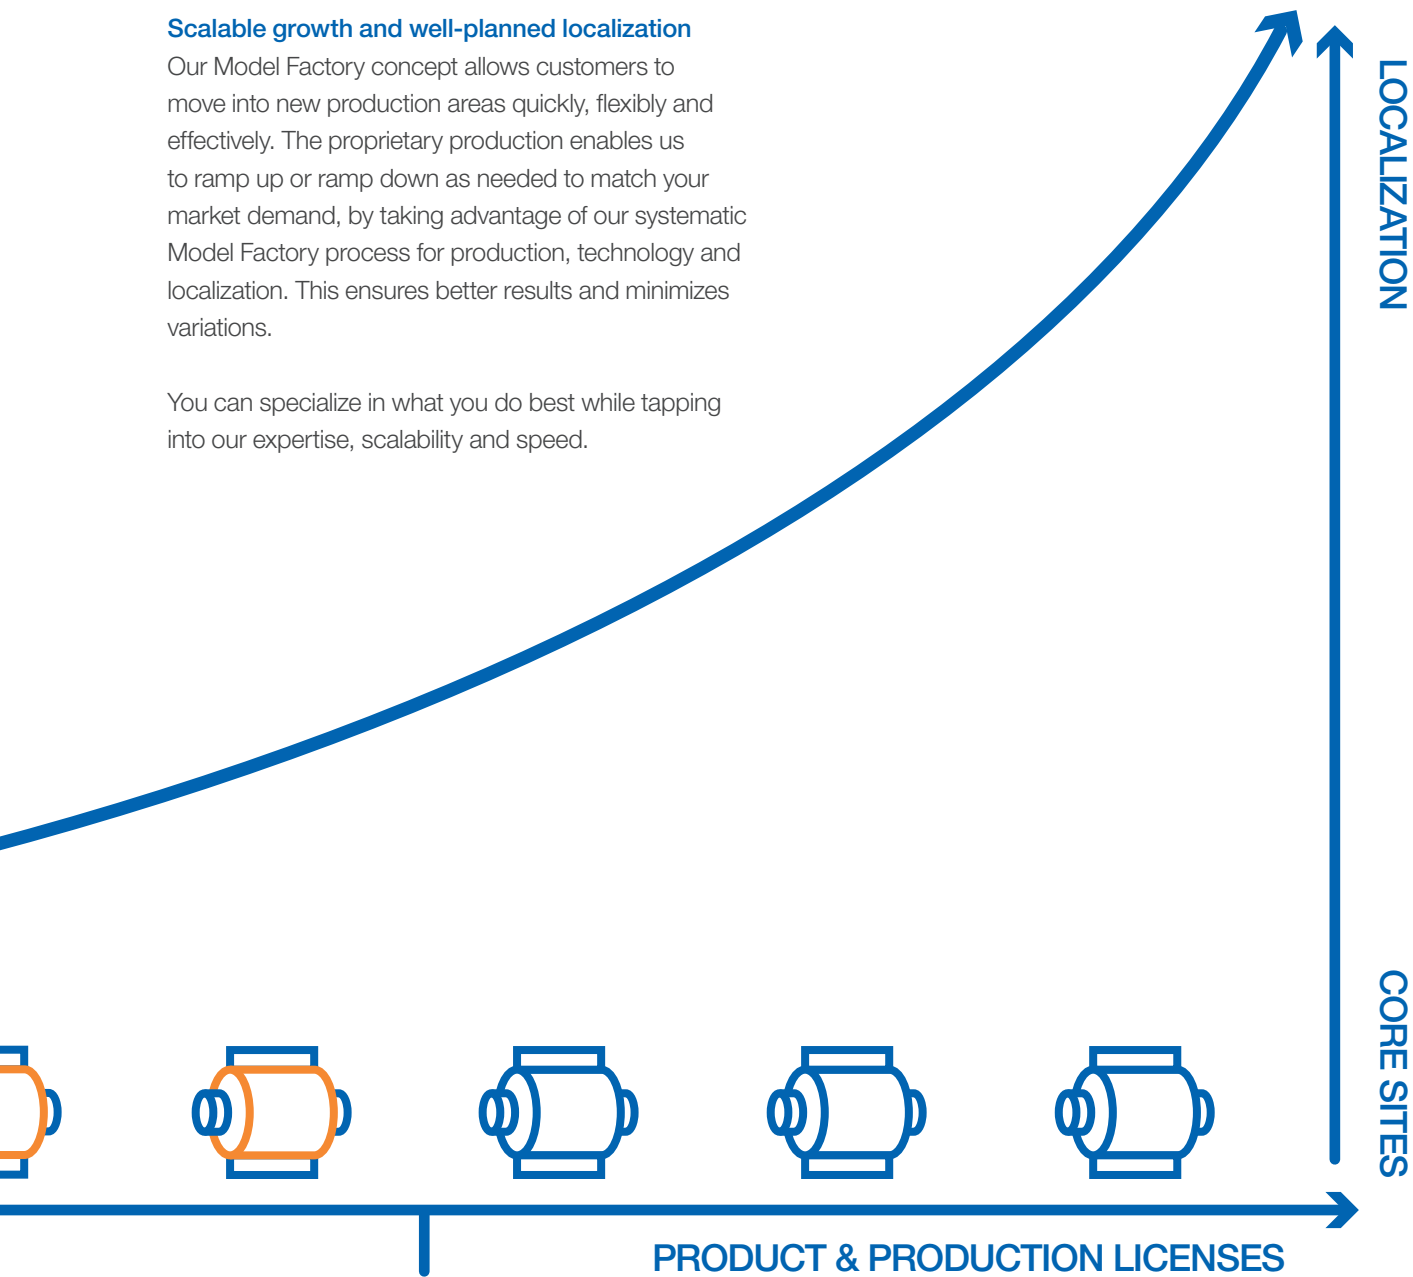 Scalable growth and well-planned localization
Our Model Factory concept allows customers to
move into new production areas quickly, flexibly and
effectively. The proprietary production enables us
to ramp up or ramp down as needed to match your
market demand, by taking advantage of our systematic
Model Factory process for production, technology and
localization. This ensures better results and minimizes
variations.
You can specialize in what you do best while tapping
into our expertise, scalability and speed.
LOCALIZATION
CORE SITES
PRODUCT & PRODUCTION LICENSES